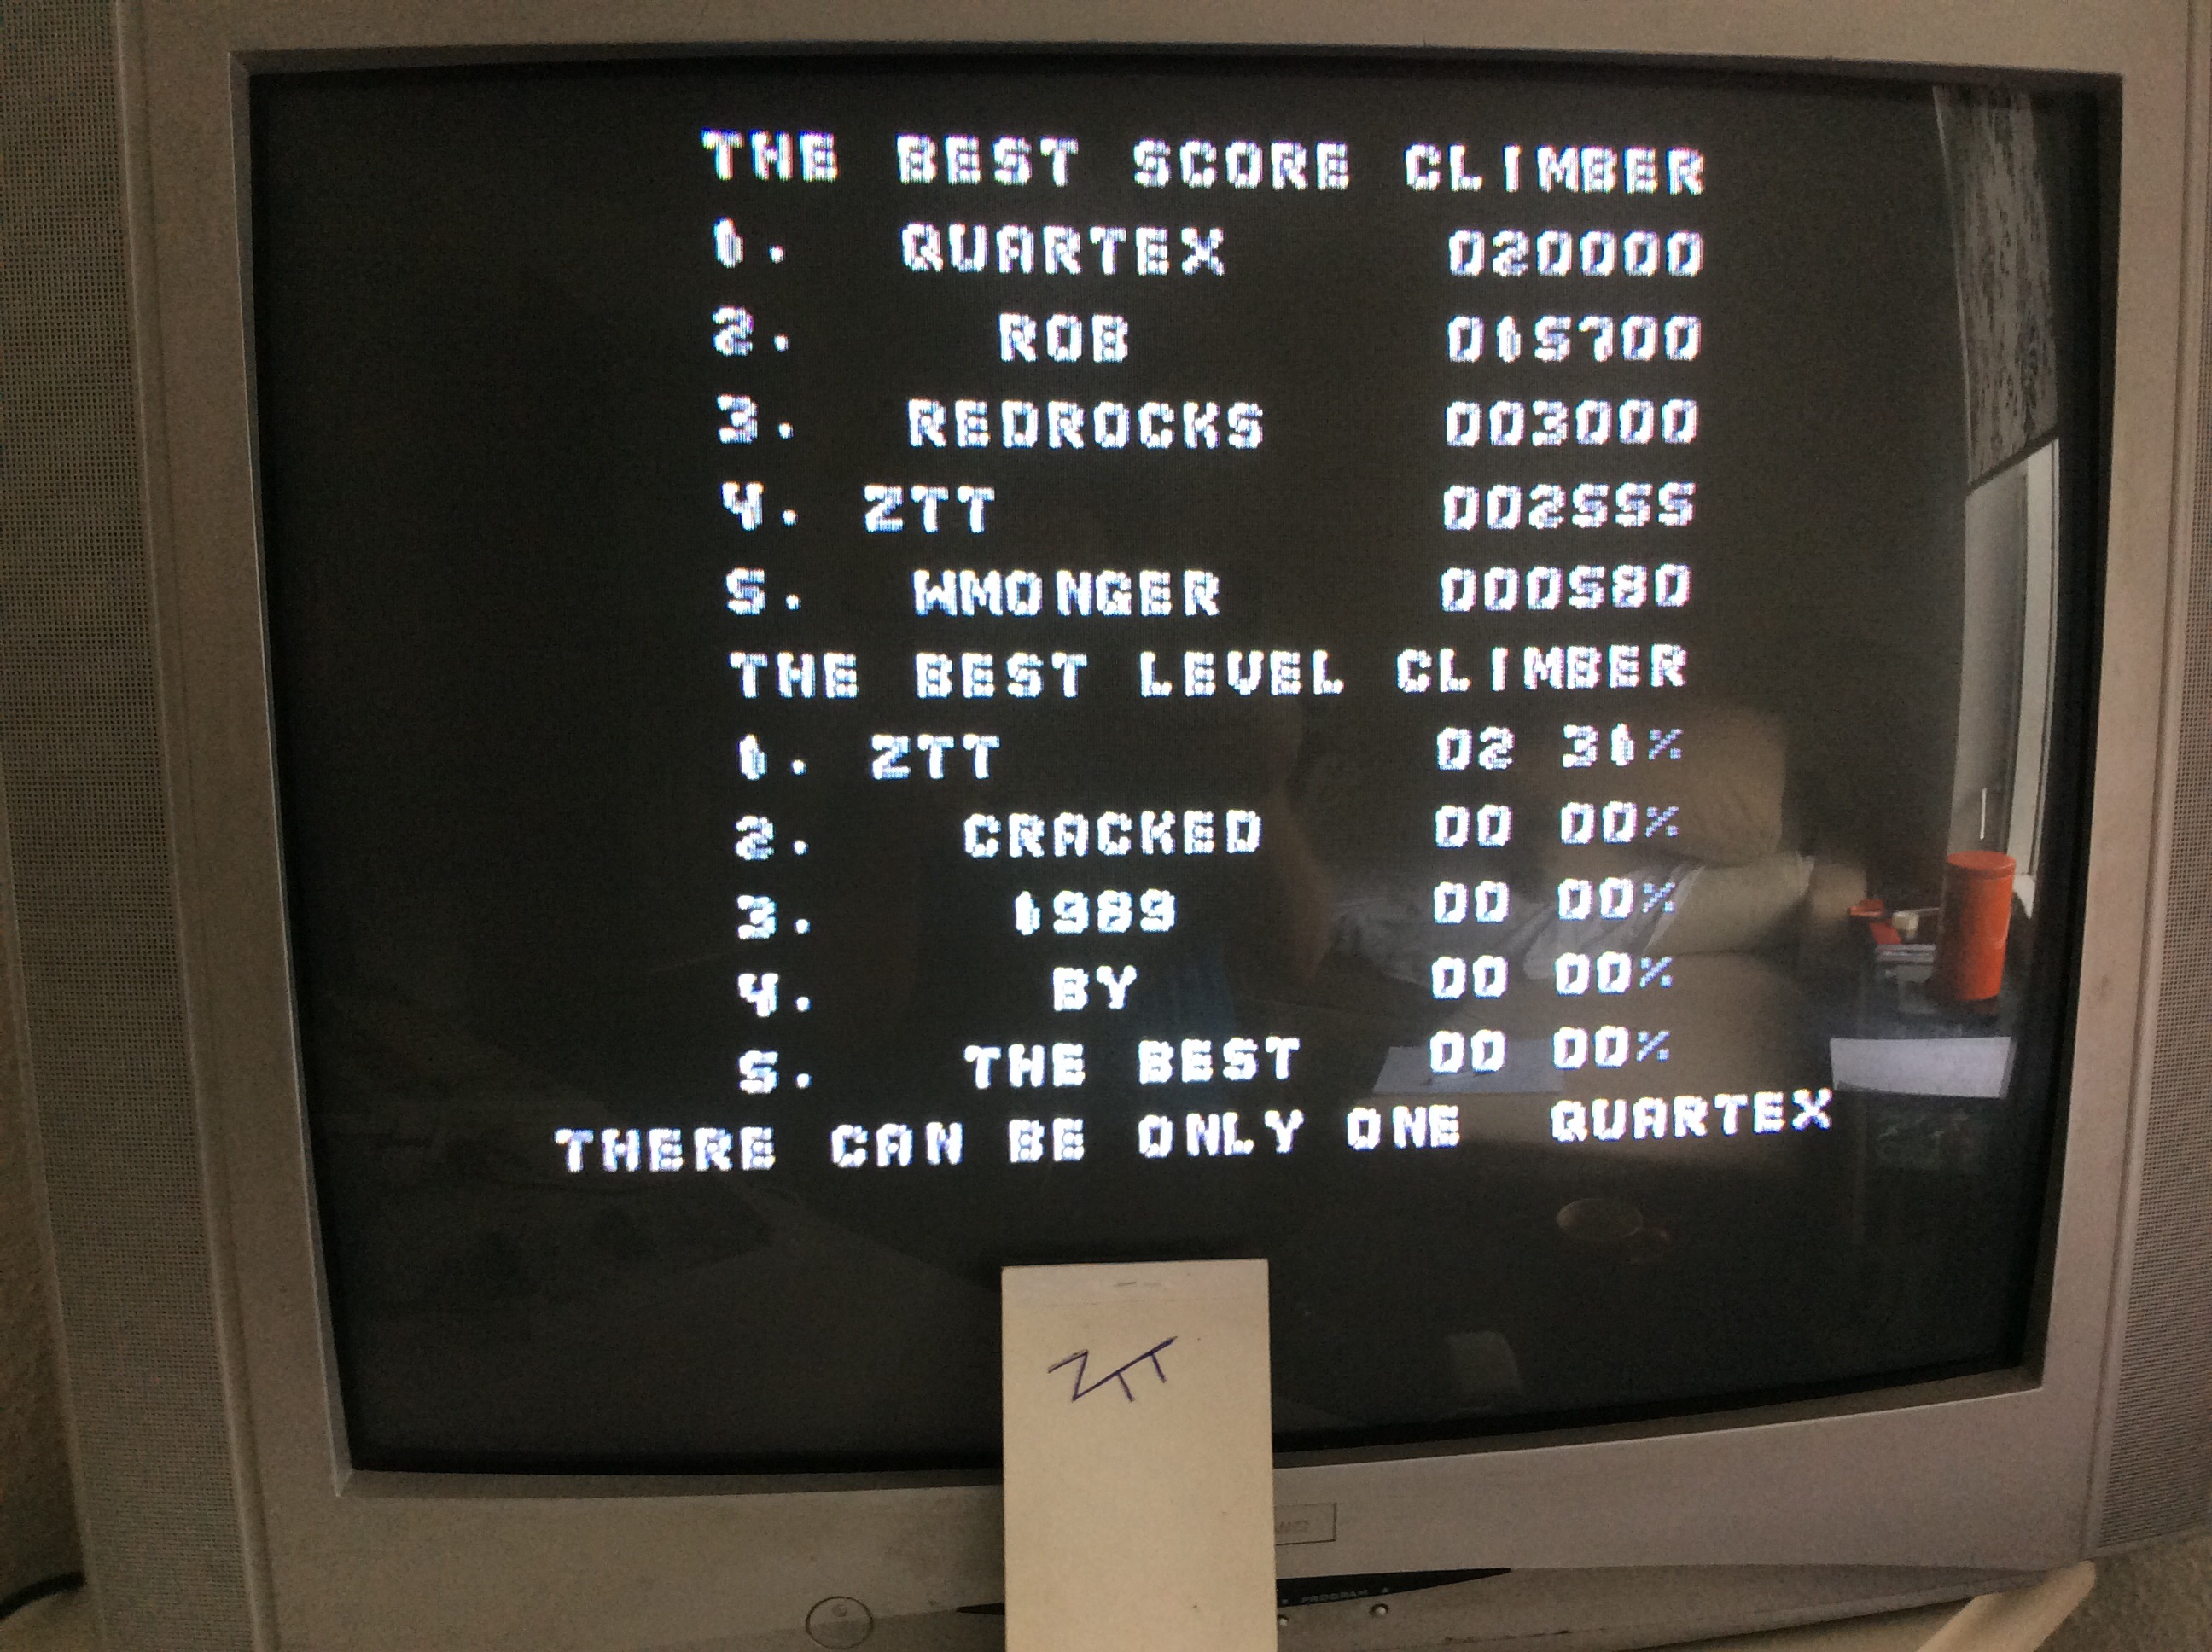 THE BEST SCORE CLIMBER
1. QUARTEX 020000
2. ROB 015700
3. REDROCKS 003000
4. ZTT 002555
5. WMONGER 000580
THE BEST LEVEL CLIMBER
1. ZTT 02 31%
2. CRACKED 00 00%
3. 1989 00 00%
4. BY 00 00%
5. THE BEST 00 00%
THERE CAN BE ONLY ONE QUARTEX
ZTT
PROGRAM